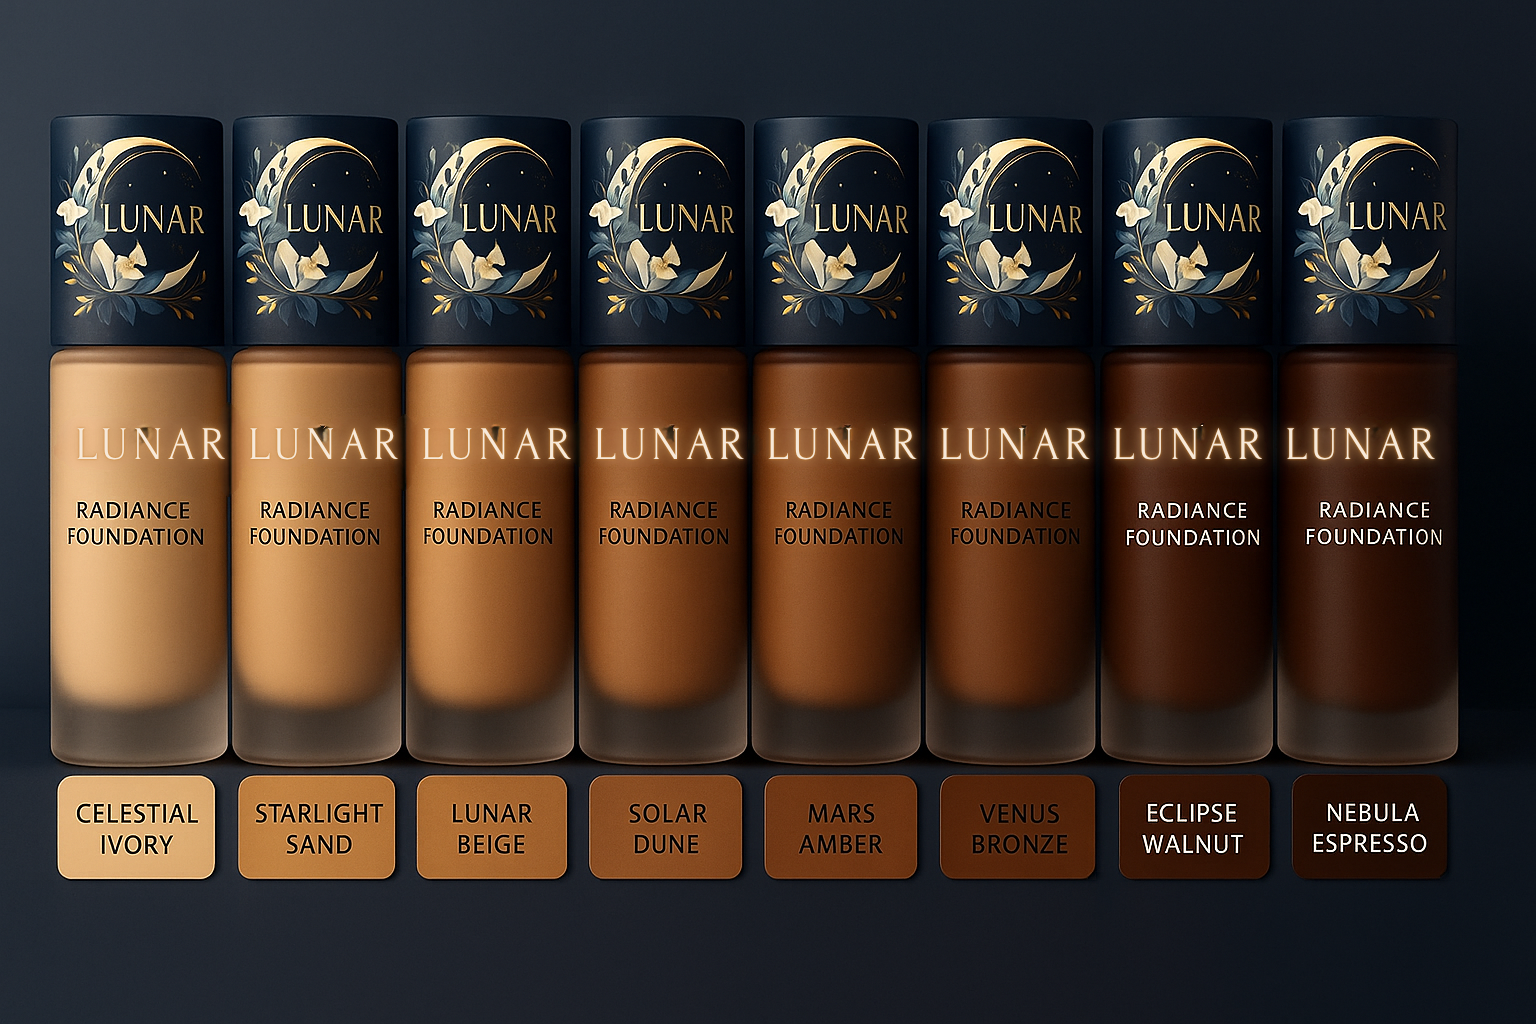 LUNAR
LUNAR
LUNAR
LUNAR
LUNAR
LUNAR
LUNAR
LUNAR
LUNAR
RADIANCE
FOUNDATION
LUNAR
RADIANCE
FOUNDATION
LUNAR
RADIANCE
FOUNDATION
LUNAR
RADIANCE
FOUNDATION
LUNAR
RADIANCE
FOUNDATION
LUNAR
RADIANCE
FOUNDATION
LUNAR
RADIANCE
FOUNDATION
LUNAR
RADIANCE
FOUNDATION
CELESTIAL
IVORY
STARLIGHT
SAND
LUNAR
BEIGE
SOLAR
DUNE
MARS
AMBER
VENUS
BRONZE
ECLIPSE
WALNUT
NEBULA
ESPRESSO